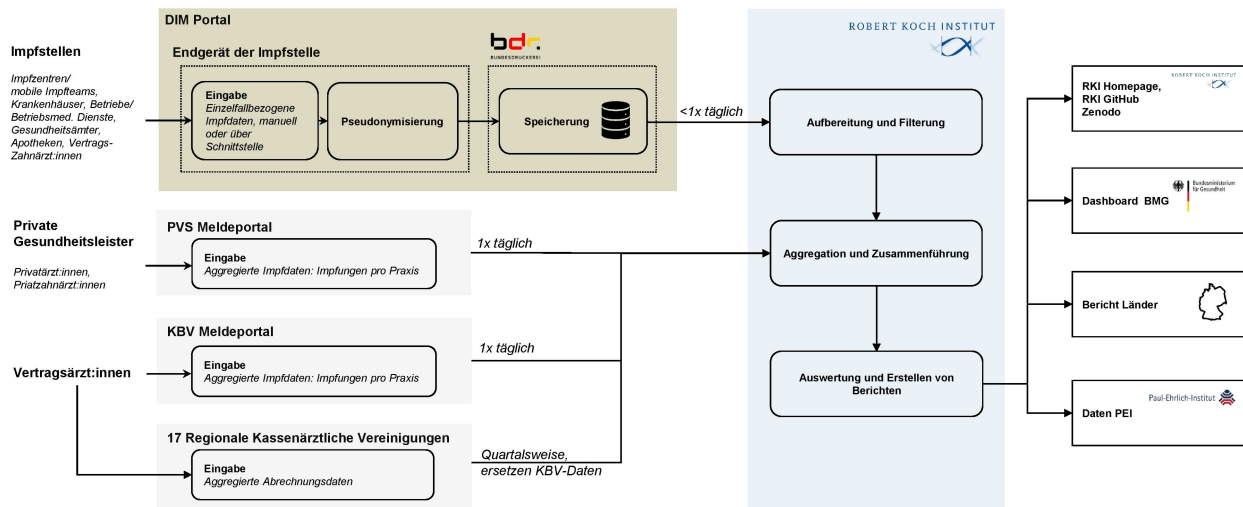 DIM Portal
Endgerät der Impfstelle
bdr.
BUNDESDRUCKEREI
ROBERT KOCH INSTITUT
Impfstellen
Impfzentren/
mobile Impfteams,
Krankenhäuser, Betriebe/
Betriebsmed. Dienste,
Gesundheitsämter,
Apotheken, Vertrags-
Zahnärzt:innen
Eingabe
Einzelfallbezogene
Impfdaten, manuell
oder über
Schnittstelle
Pseudonymisierung
Speicherung
<1x täglich
Aufbereitung und Filterung
Private
Gesundheitsleister
Privatärzt:innen,
Priatzahnärzt:innen
PVS Meldeportal
Eingabe
Aggregierte Impfdaten: Impfungen pro Praxis
1x täglich
Aggregation und Zusammenführung
Vertragsärzt:innen
KBV Meldeportal
Eingabe
Aggregierte Impfdaten: Impfungen pro Praxis
1x täglich
17 Regionale Kassenärztliche Vereinigungen
Eingabe
Aggregierte Abrechnungsdaten
Quartalsweise,
ersetzen KBV-Daten
Auswertung und Erstellen von
Berichten
RKI Homepage,
RKI GitHub
Zenodo
ROBERT KOCH INSTITUT
Dashboard BMG
Bundesministerium
für Gesundheit
Bericht Länder
Daten PEI
Paul-Ehrlich-Institut